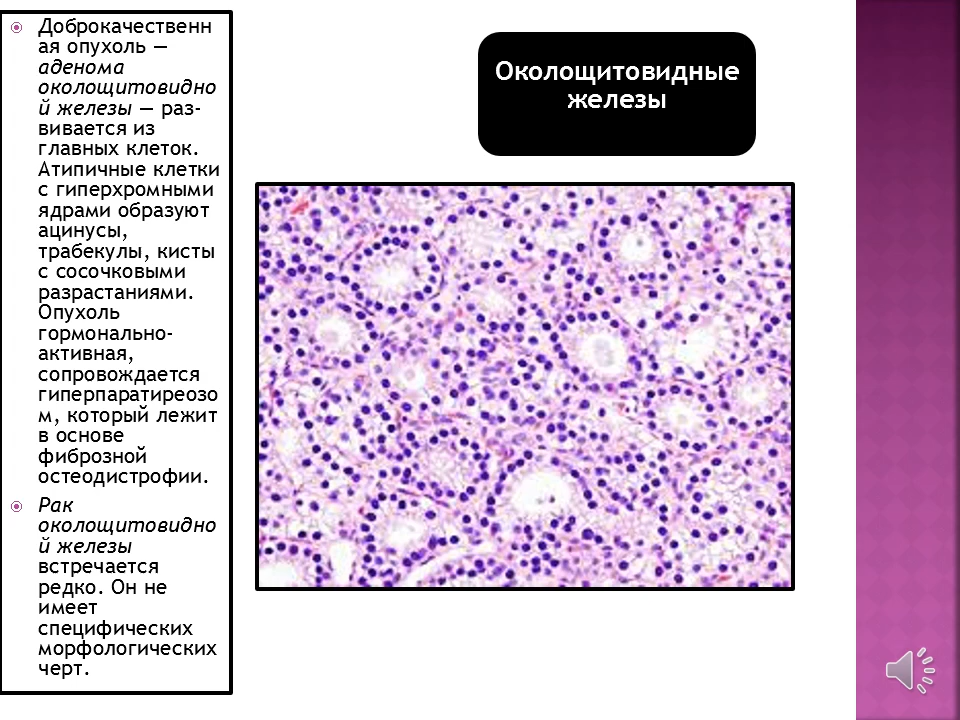 Доброкачественн
ая опухоль —
аденома
околощитовидно
й железы — раз-
вивается из
главных клеток.
Атипичные клетки
с гиперхромными
ядрами образуют
ацинусы,
трабекулы, кисты
с сосочковыми
разрастаниями.
Опухоль
гормонально-
активная,
сопровождается
гиперпаратиреозо
м, который лежит
в основе
фиброзной
остеодистрофии.
Рак
околощитовидно
й железы
встречается
редко. Он не
имеет
специфических
морфологических
черт.
Околощитовидные
железы